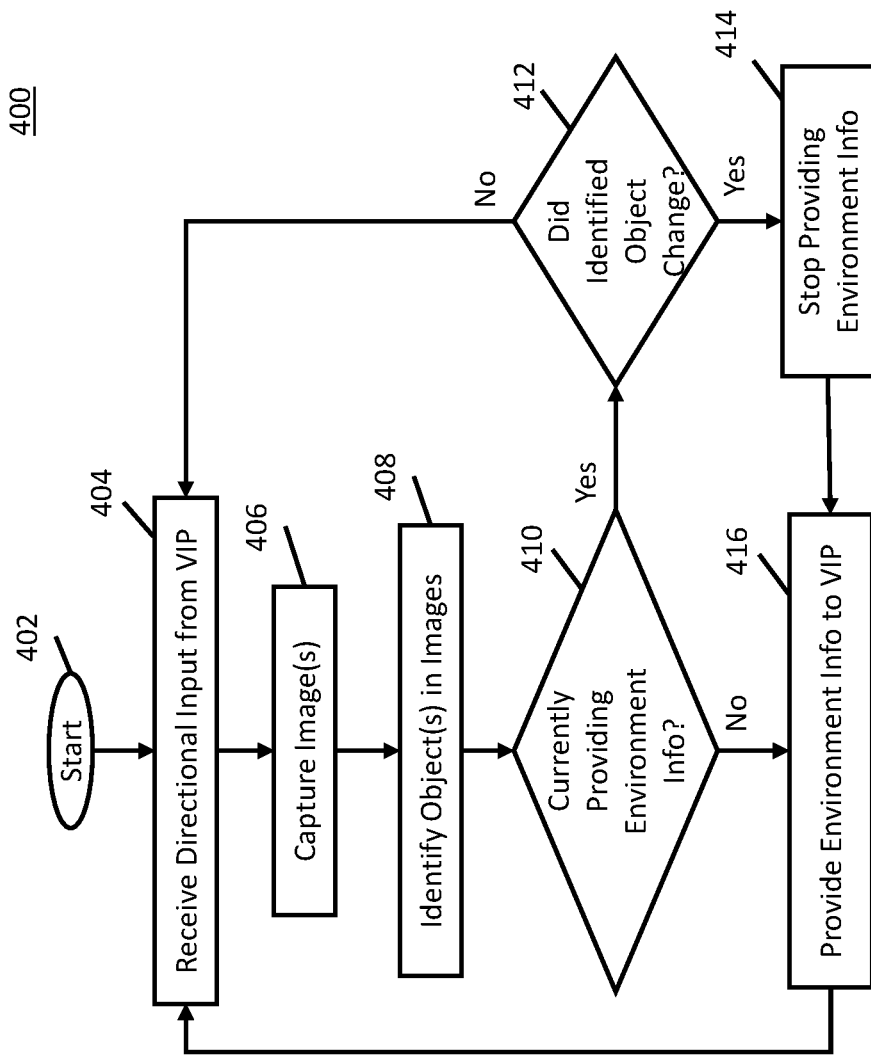 400
402
Start
404
Receive Directional Input from VIP
406
Capture Image(s)
408
Identify Object(s) in Images
410
Currently
Providing
Environment
Info?
Yes
No
412
Did
Identified
Object
Change?
No
Yes
414
Stop Providing
Environment Info
416
Provide Environment Info to VIP